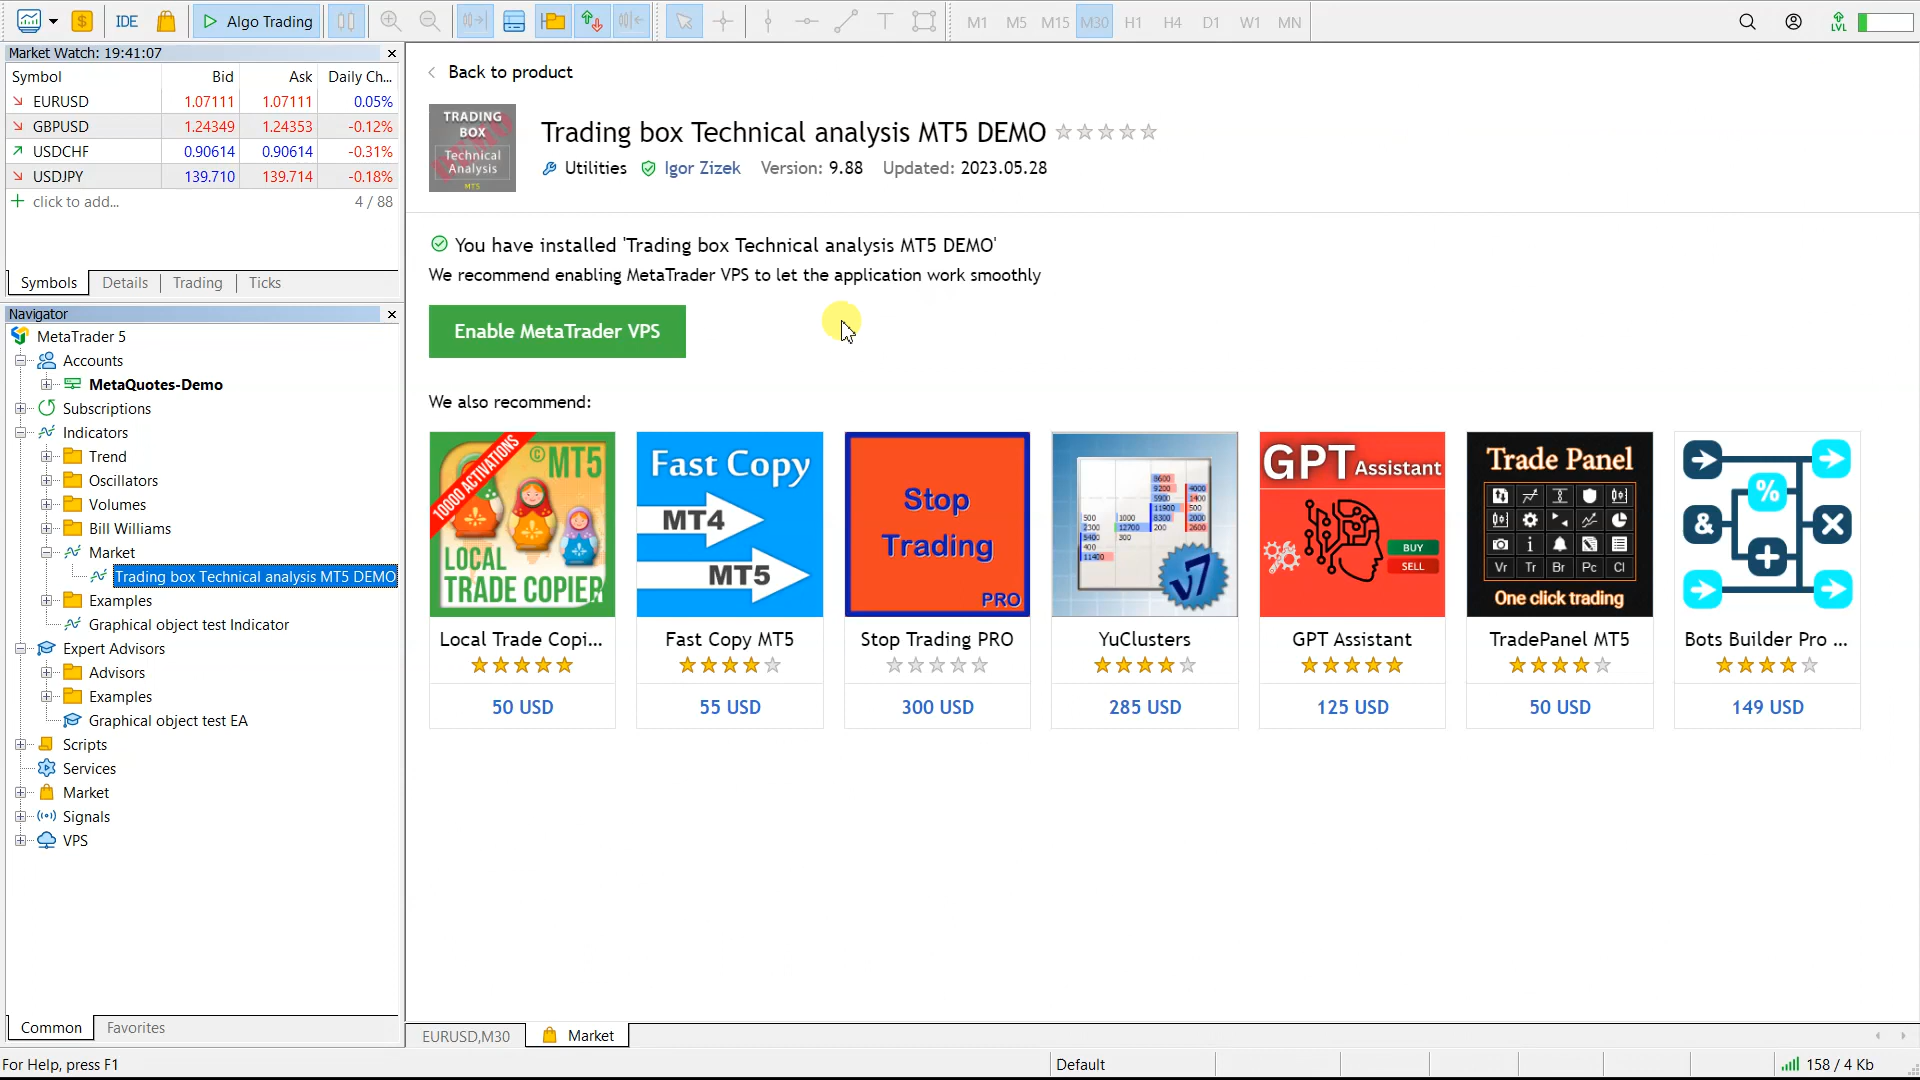 IDE
Algo Trading
M1 M5 M15 M30 H1 H4 D1 W1 MN
LVL
Market Watch: 19:41:07
Symbol Bid Ask Daily Ch...
EURUSD 1.07111 1.07111 0.05%
GBPUSD 1.24349 1.24353 -0.12%
USDCHF 0.90614 0.90614 -0.31%
USDJPY 139.710 139.714 -0.18%
click to add... 4 / 88
Symbols Details Trading Ticks
Navigator
MetaTrader 5
Accounts
MetaQuotes-Demo
Subscriptions
Indicators
Trend
Oscillators
Volumes
Bill Williams
Market
Trading box Technical analysis MT5 DEMO
Examples
Graphical object test Indicator
Expert Advisors
Advisors
Examples
Graphical object test EA
Scripts
Services
Market
Signals
VPS
Common Favorites
Back to product
TRADING
BOX
Technical
Analysis
MT5
DEMO
Trading box Technical analysis MT5 DEMO
Utilities Igor Zizek Version: 9.88 Updated: 2023.05.28
You have installed 'Trading box Technical analysis MT5 DEMO'
We recommend enabling MetaTrader VPS to let the application work smoothly
Enable MetaTrader VPS
We also recommend:
10000 ACTIVATIONS
©MT5
LOCAL
TRADE COPIER
Local Trade Copi...
50 USD
Fast Copy
MT4
MT5
Fast Copy MT5
55 USD
Stop
Trading
PRO
Stop Trading PRO
300 USD
v7
YuClusters
285 USD
GPT Assistant
BUY
SELL
GPT Assistant
125 USD
Trade Panel
Vr Tr Br Pc Cl
One click trading
TradePanel MT5
50 USD
%
&
Bots Builder Pro ...
149 USD
EURUSD,M30 Market
For Help, press F1 Default 158 / 4 Kb